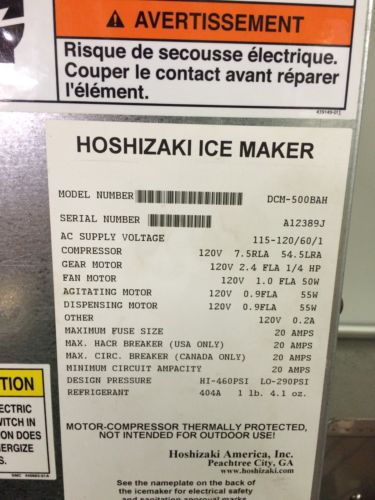 AVERTISSEMENT
Risque de secousse électrique.
Couper le contact avant réparer
l'élément.
HOSHIZAKI ICE MAKER
MODEL NUMBER DCM-500BAH
SERIAL NUMBER A12389J
AC SUPPLY VOLTAGE 115-120/60/1
COMPRESSOR 120V 7.5RLA 54.5LRA
GEAR MOTOR 120V 2.4 FLA 1/4 HP
FAN MOTOR 120V 1.0 FLA 50W
AGITATING MOTOR 120V 0.9FLA 55W
DISPENSING MOTOR 120V 0.9FLA 55W
OTHER 120V 0.2A
MAXIMUM FUSE SIZE 20 AMPS
MAX. HACR BREAKER (USA ONLY) 20 AMPS
MAX. CIRC. BREAKER (CANADA ONLY) 20 AMPS
MINIMUM CIRCUIT AMPACITY 20 AMPS
DESIGN PRESSURE HI-460PSI LO-290PSI
REFRIGERANT 404A 1 lb. 4.1 oz.
MOTOR-COMPRESSOR THERMALLY PROTECTED,
NOT INTENDED FOR OUTDOOR USE!
Hoshizaki America, Inc.
Peachtree City, GA
www.hoshizaki.com
See the nameplate on the back of
the icemaker for electrical safety
and sanitation approval marks
TION
ECTRIC
WITCH IN
ION DOES
ERGIZE
S.